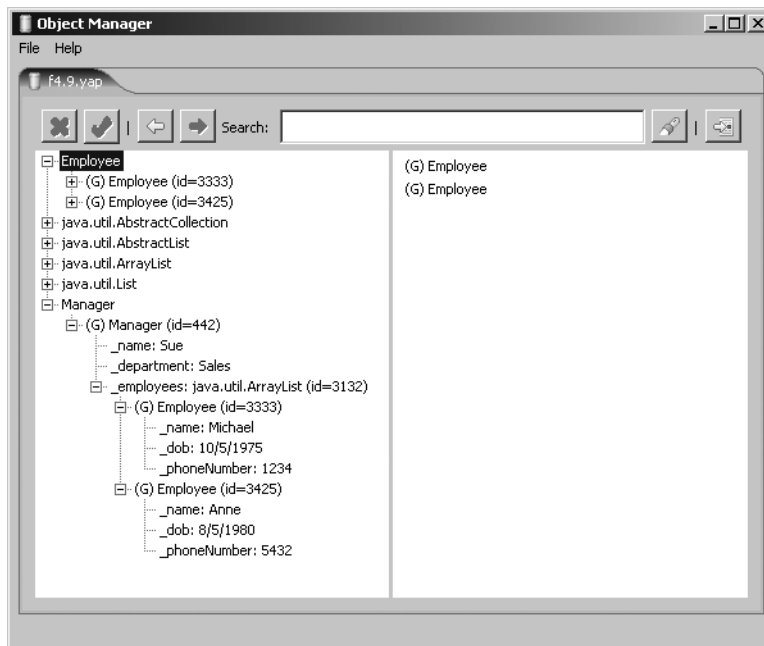 Object Manager
File Help
f4.9.yap
Search:
Employee
(G) Employee (id=3333)
(G) Employee (id=3425)
java.util.AbstractCollection
java.util.AbstractList
java.util.ArrayList
java.util.List
Manager
(G) Manager (id=442)
_name: Sue
_department: Sales
_employees: java.util.ArrayList (id=3132)
(G) Employee (id=3333)
_name: Michael
_dob: 10/5/1975
_phoneNumber: 1234
(G) Employee (id=3425)
_name: Anne
_dob: 8/5/1980
_phoneNumber: 5432
(G) Employee
(G) Employee